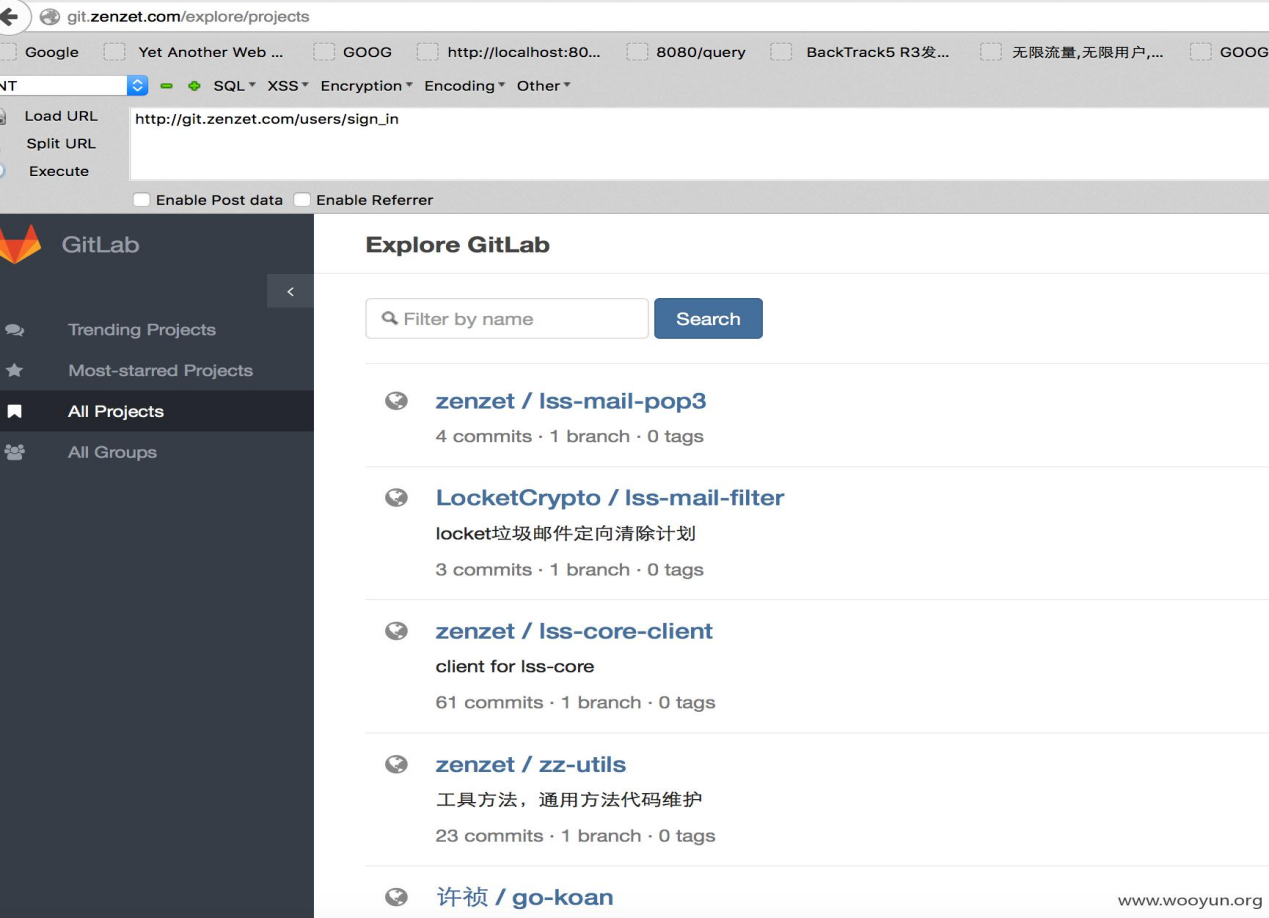 git.zenzet.com/explore/projects
Google Yet Another Web ... GOOG http://localhost:80... 8080/query BackTrack5 R3发... 无限流量,无限用户,... GOOG
NT SQL XSS Encryption Encoding Other
Load URL http://git.zenzet.com/users/sign_in
Split URL
Execute
Enable Post data Enable Referrer
GitLab
Explore GitLab
Filter by name Search
Trending Projects
Most-starred Projects
All Projects
All Groups
zenzet / lss-mail-pop3
4 commits · 1 branch · 0 tags
LocketCrypto / lss-mail-filter
locket垃圾邮件定向清除计划
3 commits · 1 branch · 0 tags
zenzet / lss-core-client
client for lss-core
61 commits · 1 branch · 0 tags
zenzet / zz-utils
工具方法，通用方法代码维护
23 commits · 1 branch · 0 tags
许祯 / go-koan
www.wooyun.org